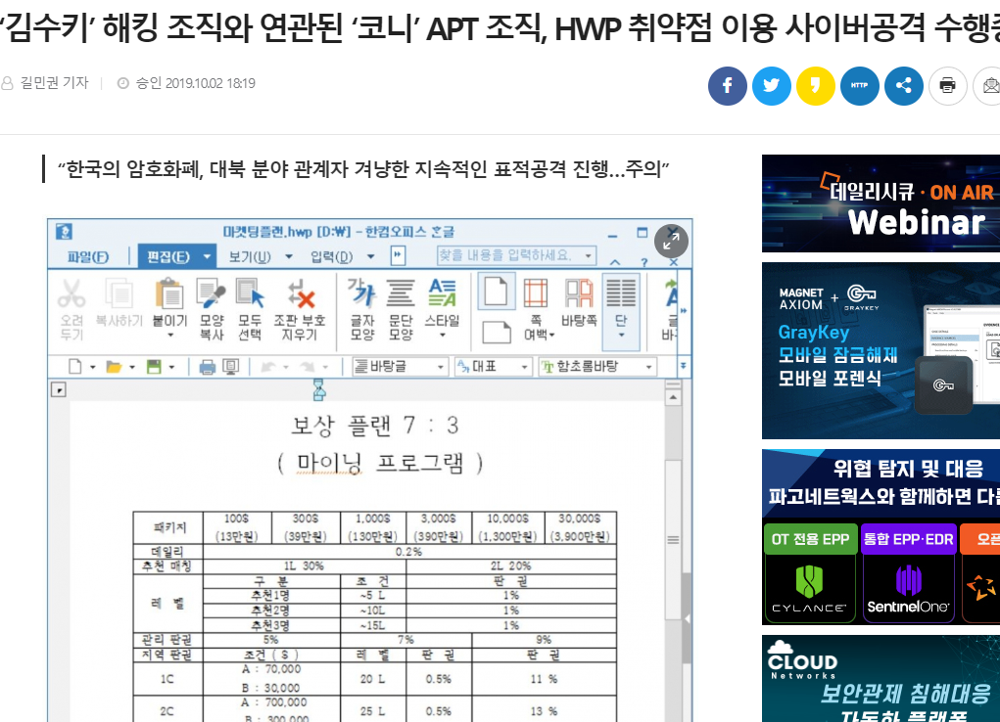 ‘김수키’ 해킹 조직와 연관된 ‘코니’ APT 조직, HWP 취약점 이용 사이버공격 수행중
길민권 기자 | 승인 2019.10.02 18:19
HTTP
“한국의 암호화폐, 대북 분야 관계자 겨냥한 지속적인 표적공격 진행...주의”
마켓팅플랜.hwp [D:\] - 한컴오피스 흔글
파일(F) 편집(E) 보기(U) 입력(D) 찾을 내용을 입력하세요.
오려두기 복사하기 붙이기 모양 복사 모두 선택 조판 부호 지우기 글자 모양 문단 모양 스타일 쪽 여백 바탕쪽 단
바탕글 대표 함초롬바탕
보상 플랜 7 : 3
( 마이닝 프로그램 )
패키지 100$ (13만원) 300$ (39만원) 1,000$ (130만원) 3,000$ (390만원) 10,000$ (1,300만원) 30,000$ (3,900만원)
데일리 0.2%
추천 매칭 1L 30% 2L 20%
레 벨 구 분 조 건 판 권
추천1명 ~5 L 1%
추천2명 ~10L 1%
추천3명 ~15L 1%
관리 판권 5% 7% 9%
지역 판권 조건 ( $ ) 레 벨 판 권 판 권
1C A : 70,000 B : 30,000 20 L 0.5% 11 %
2C A : 700,000 B : 300,000 25 L 0.5% 13 %
데일리시큐 · ON AIR
Webinar
MAGNET AXIOM + GRAYKEY
GrayKey
모바일 잠금해제
모바일 포렌식
위협 탐지 및 대응
파고네트웍스와 함께하면 다
OT 전용 EPP 통합 EPP·EDR 오픈
CYLANCE SentinelOne
CLOUD
Networks
보안관제 침해대응
자동화 플랫폼